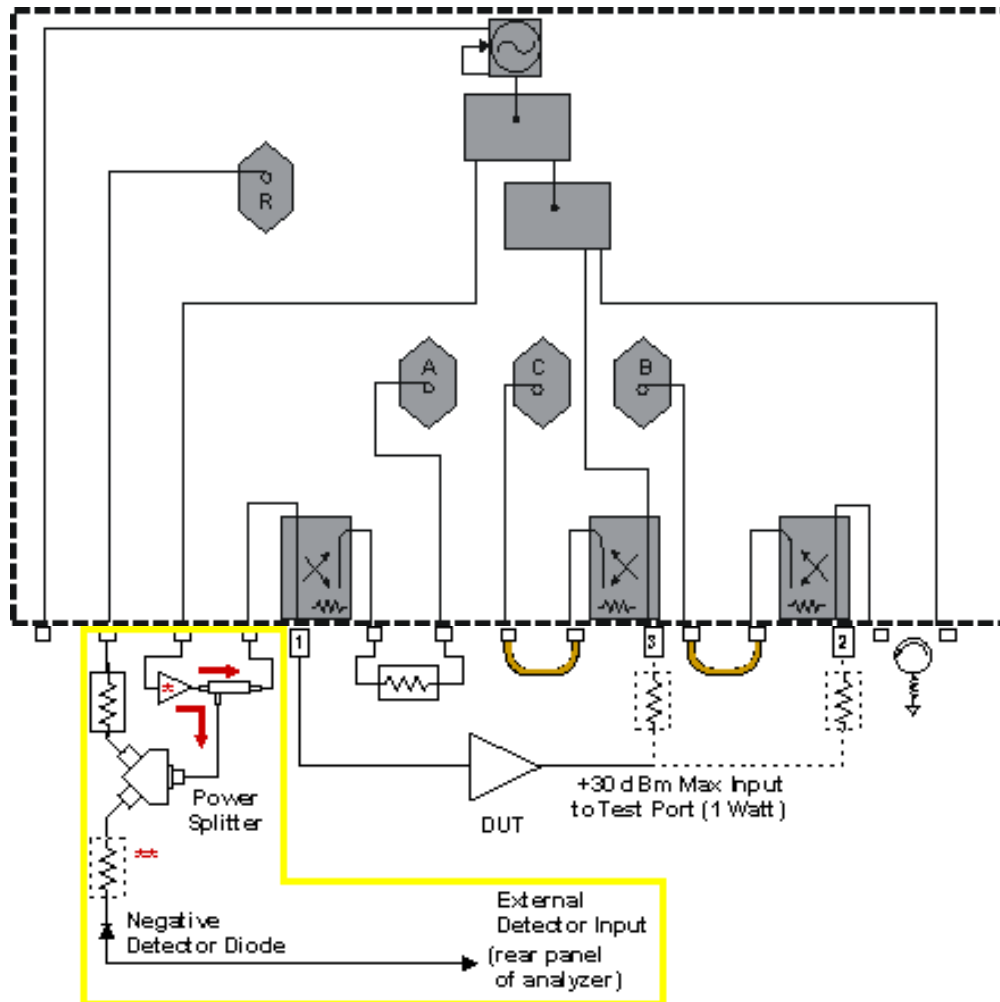 R
A
C
B
1
3
2
*
Power
Splitter
+30 dBm Max Input
to Test Port (1 Watt)
DUT
**
Negative
Detector Diode
External
Detector Input
(rear panel
of analyzer)